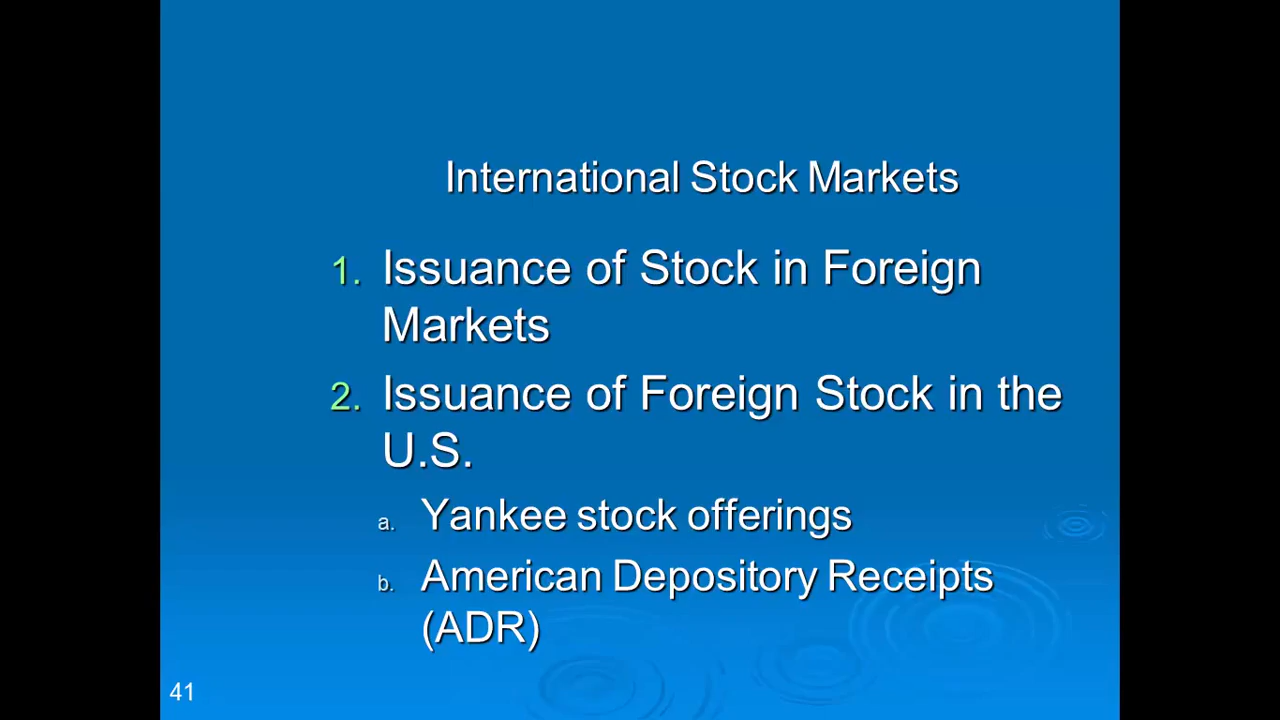 International Stock Markets
1. Issuance of Stock in Foreign
Markets
2. Issuance of Foreign Stock in the
U.S.
a. Yankee stock offerings
b. American Depository Receipts
(ADR)
41